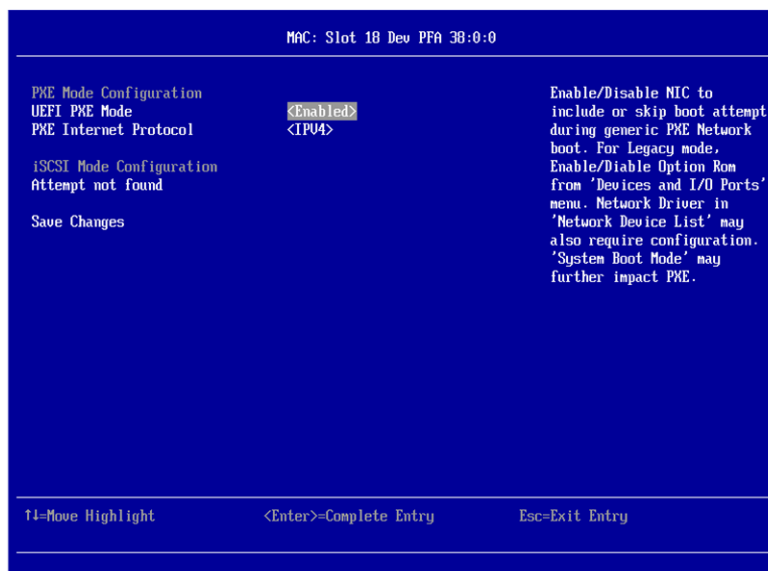 MAC: Slot 18 Dev PFA 38:0:0
PXE Mode Configuration
UEFI PXE Mode <Enabled>
PXE Internet Protocol <IPV4>
iSCSI Mode Configuration
Attempt not found
Save Changes
Enable/Disable NIC to
include or skip boot attempt
during generic PXE Network
boot. For Legacy mode,
Enable/Diable Option Rom
from 'Devices and I/O Ports'
menu. Network Driver in
'Network Device List' may
also require configuration.
'System Boot Mode' may
further impact PXE.
↑↓=Move Highlight <Enter>=Complete Entry Esc=Exit Entry